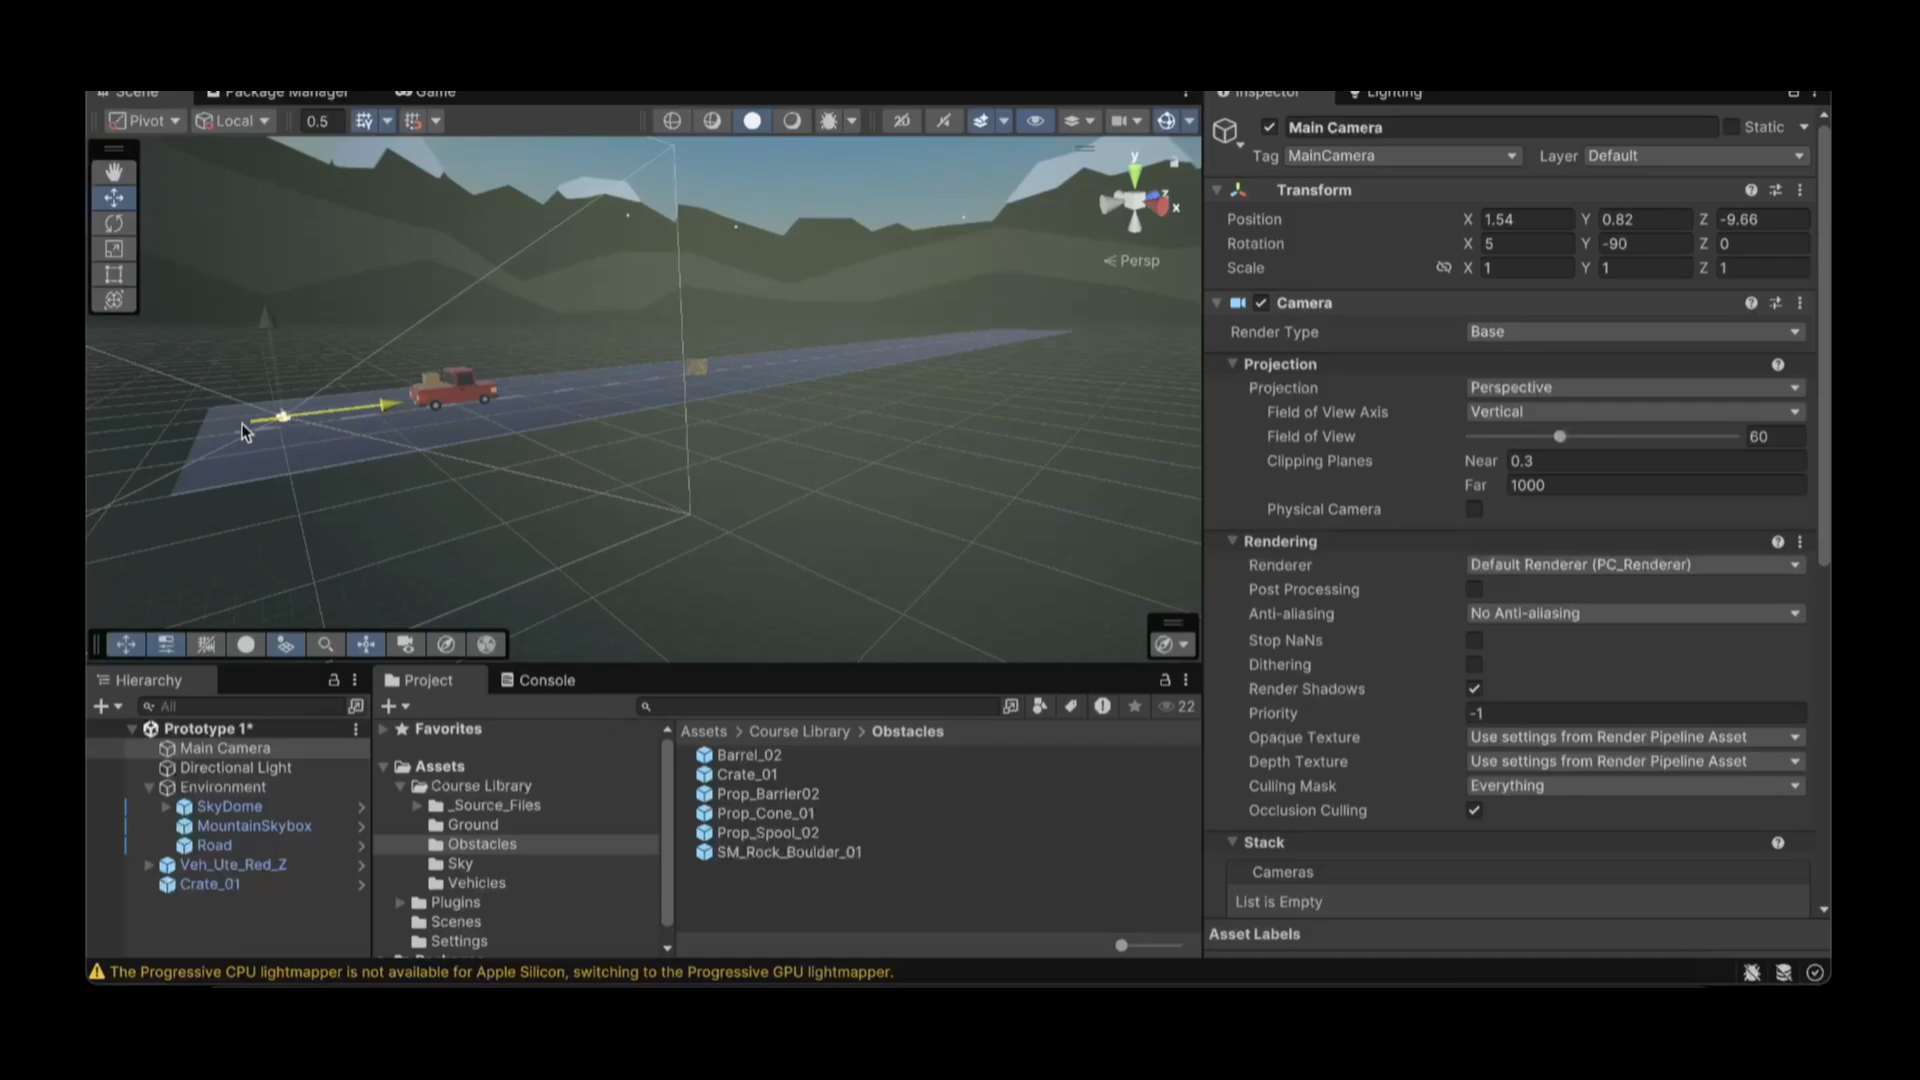 Scene Package Manager Game
Pivot Local 0.5
y
z
x
Persp
Inspector Lighting
Main Camera Static
Tag MainCamera Layer Default
Transform
Position X 1.54 Y 0.82 Z -9.66
Rotation X 5 Y -90 Z 0
Scale X 1 Y 1 Z 1
Camera
Render Type Base
Projection
Projection Perspective
Field of View Axis Vertical
Field of View 60
Clipping Planes Near 0.3
Far 1000
Physical Camera
Rendering
Renderer Default Renderer (PC_Renderer)
Post Processing
Anti-aliasing No Anti-aliasing
Stop NaNs
Dithering
Render Shadows
Priority -1
Opaque Texture Use settings from Render Pipeline Asset
Depth Texture Use settings from Render Pipeline Asset
Culling Mask Everything
Occlusion Culling
Stack
Cameras
List is Empty
Asset Labels
Hierarchy
All
Prototype 1*
Main Camera
Directional Light
Environment
SkyDome
MountainSkybox
Road
Veh_Ute_Red_Z
Crate_01
Project Console
22
Favorites
Assets
Course Library
_Source_Files
Ground
Obstacles
Sky
Vehicles
Plugins
Scenes
Settings
Assets > Course Library > Obstacles
Barrel_02
Crate_01
Prop_Barrier02
Prop_Cone_01
Prop_Spool_02
SM_Rock_Boulder_01
The Progressive CPU lightmapper is not available for Apple Silicon, switching to the Progressive GPU lightmapper.